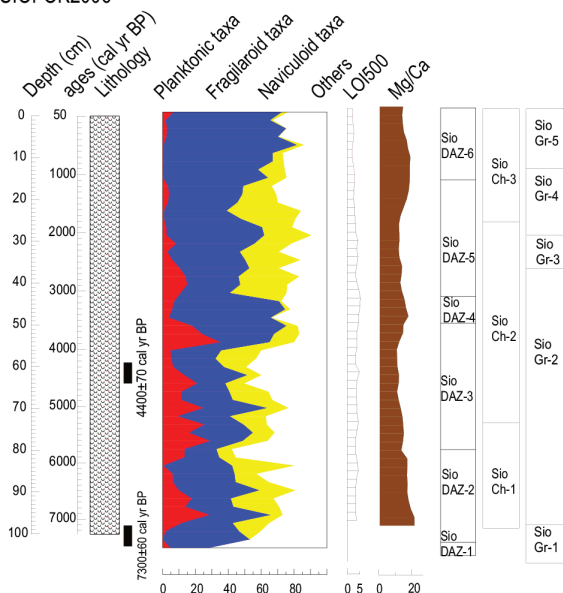 Depth (cm)
ages (cal yr BP)
Lithology
Planktonic taxa
Fragilaroid taxa
Naviculoid taxa
Others
LOI500
Mg/Ca
0
10
20
30
40
50
60
70
80
90
100
50
1000
2000
3000
4000
5000
6000
7000
4400±70 cal yr BP
7300±60 cal yr BP
0 20 40 60 80
0 5
0 20
Sio
DAZ-6
Sio
DAZ-5
Sio
DAZ-4
Sio
DAZ-3
Sio
DAZ-2
Sio
DAZ-1
Sio
Ch-3
Sio
Ch-2
Sio
Ch-1
Sio
Gr-5
Sio
Gr-4
Sio
Gr-3
Sio
Gr-2
Sio
Gr-1